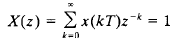 X(z) = ∑_{k=0}^{∞} x(kT)z^{-k} = 1